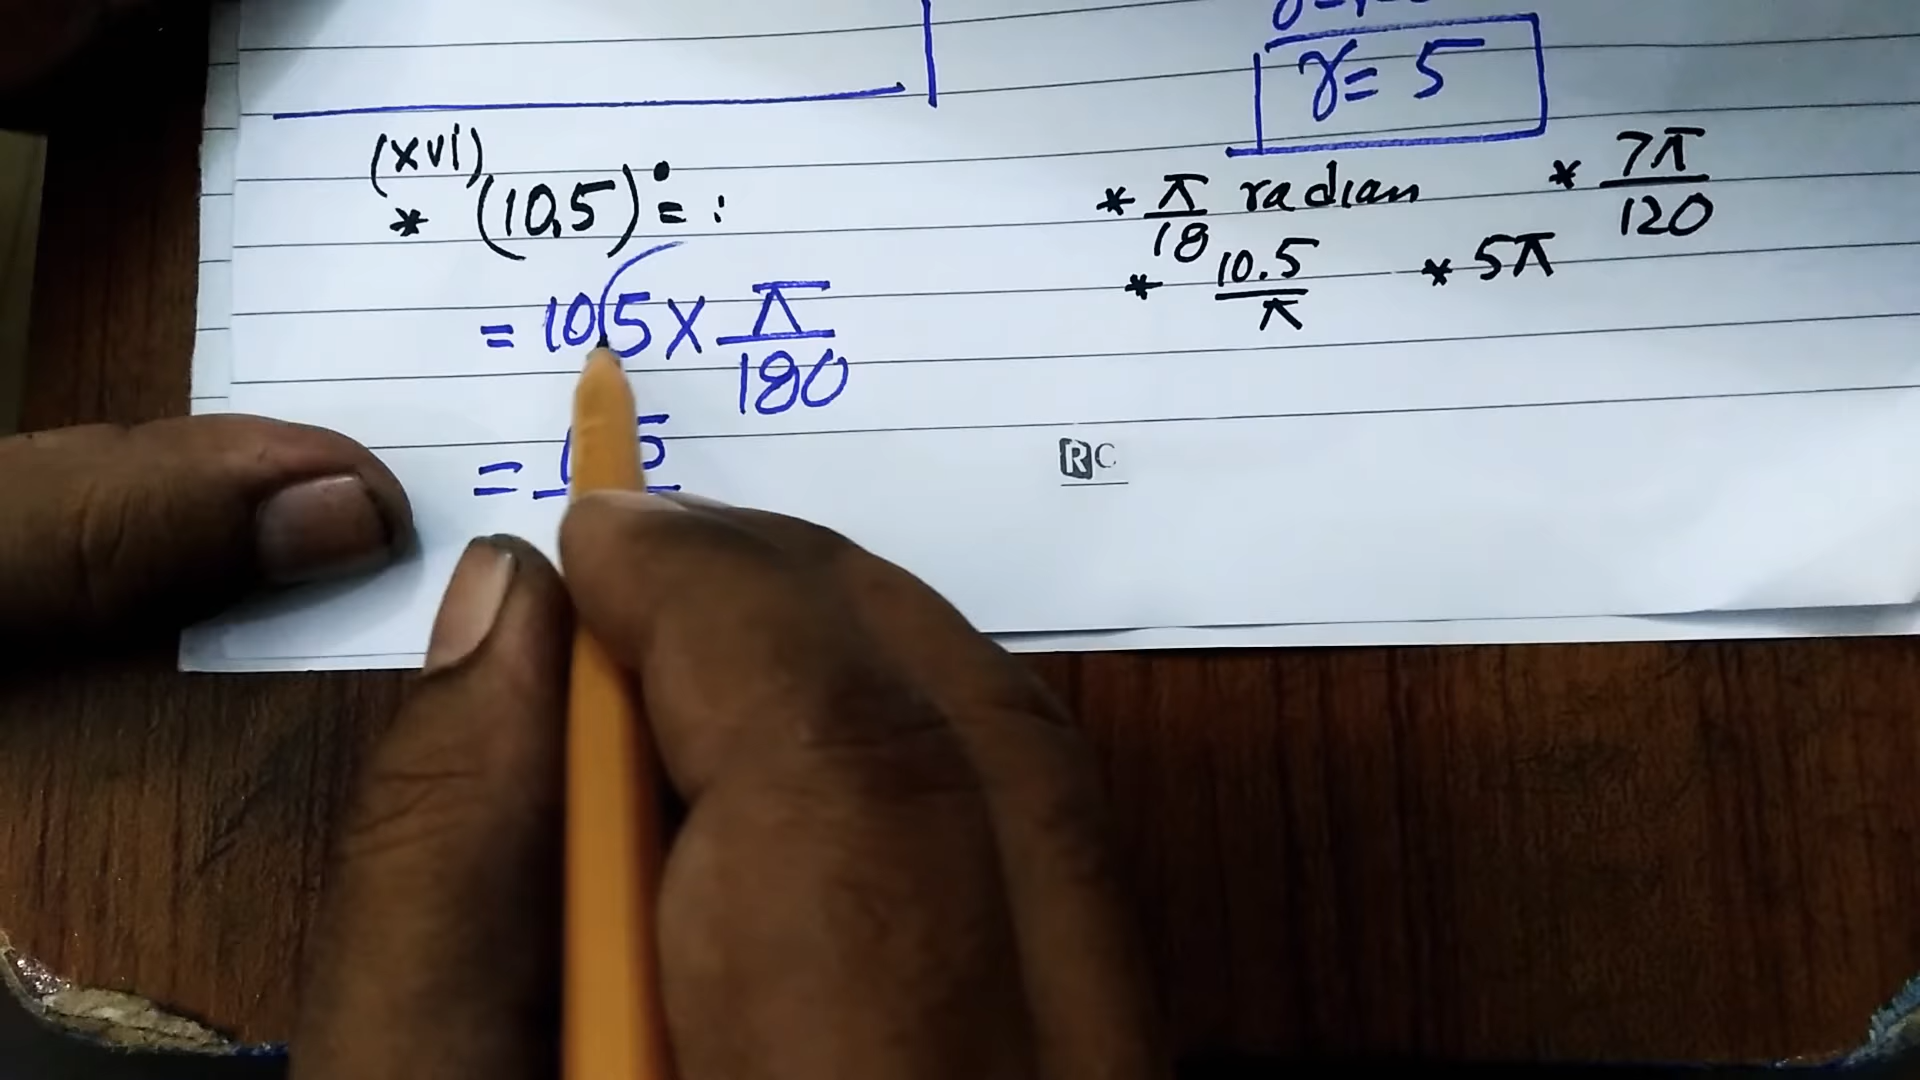 γ= 5
(xvi)
* (10.5)° = :
* π/18 radian
* 7π/120
* 10.5/π
* 5π
= 10.5 X π/180
=
RC